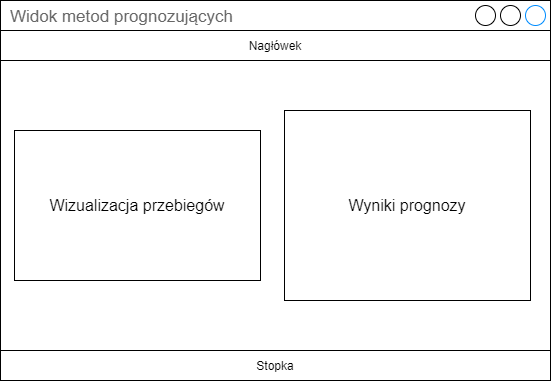 Widok metod prognozujących
Nagłówek
Wizualizacja przebiegów
Wyniki prognozy
Stopka